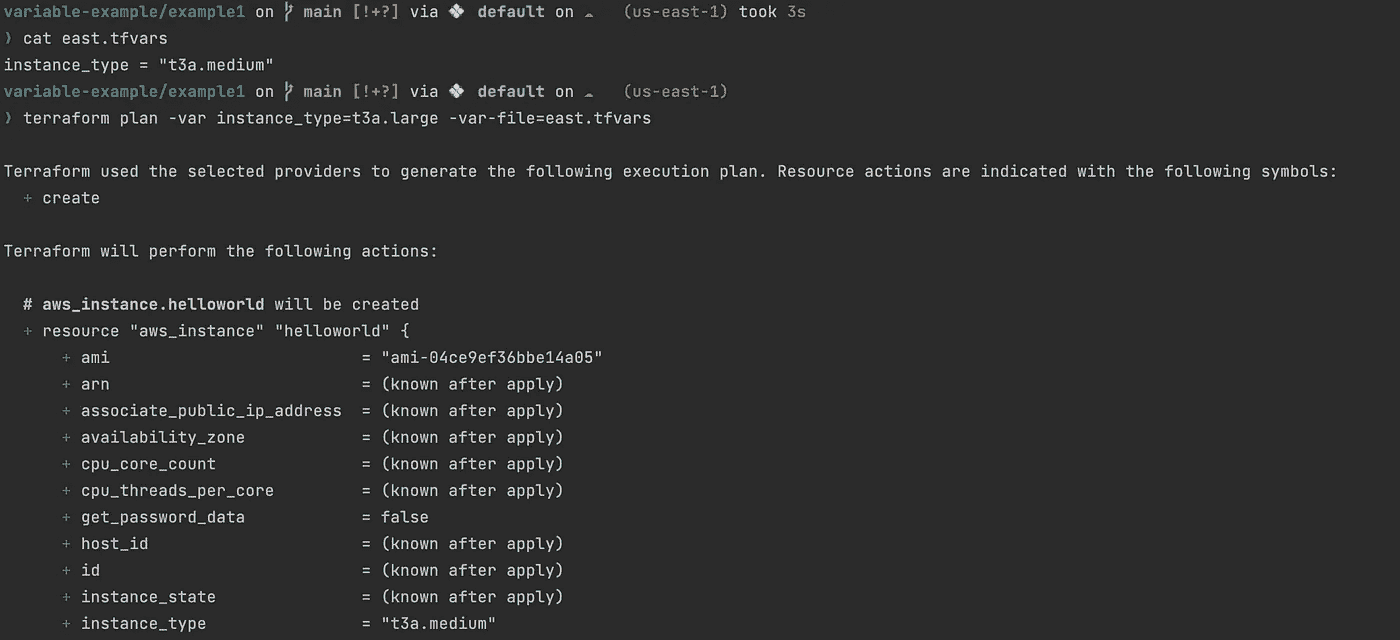 variable-example/example1 on main [!+?] via default on (us-east-1) took 3s
❯ cat east.tfvars
instance_type = "t3a.medium"
variable-example/example1 on main [!+?] via default on (us-east-1)
❯ terraform plan -var instance_type=t3a.large -var-file=east.tfvars
Terraform used the selected providers to generate the following execution plan. Resource actions are indicated with the following symbols:
+ create
Terraform will perform the following actions:
# aws_instance.helloworld will be created
+ resource "aws_instance" "helloworld" {
+ ami = "ami-04ce9ef36bbe14a05"
+ arn = (known after apply)
+ associate_public_ip_address = (known after apply)
+ availability_zone = (known after apply)
+ cpu_core_count = (known after apply)
+ cpu_threads_per_core = (known after apply)
+ get_password_data = false
+ host_id = (known after apply)
+ id = (known after apply)
+ instance_state = (known after apply)
+ instance_type = "t3a.medium"